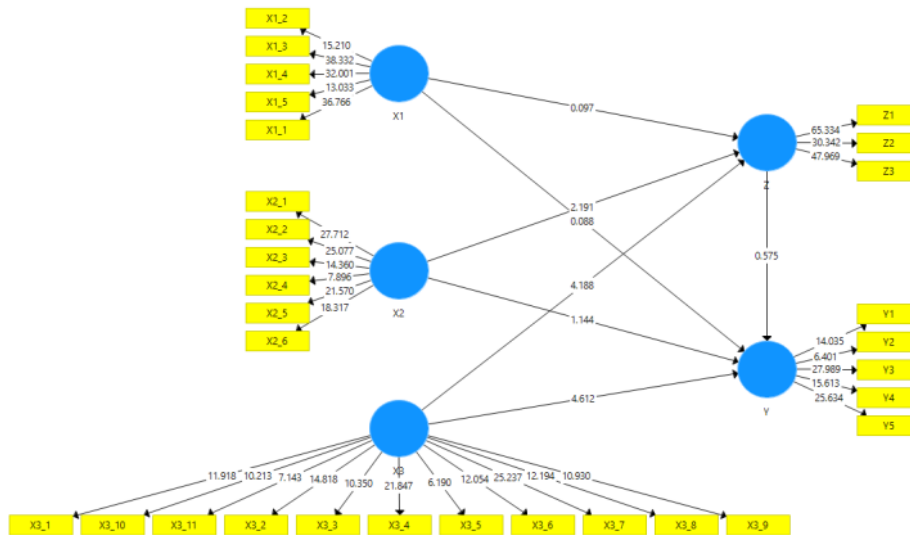 X1_2
X1_3
X1_4
X1_5
X1_1
15.210
38.332
32.001
13.033
36.766
X1
0.097
65.334
30.342
47.969
Z1
Z2
Z3
Z
X2_1
X2_2
X2_3
X2_4
X2_5
X2_6
27.712
25.077
14.360
7.896
21.570
18.317
X2
2.191
0.088
4.188
1.144
0.575
4.612
14.035
6.401
27.989
15.613
25.634
Y1
Y2
Y3
Y4
Y5
Y
X3
11.918 10.213 7.143 14.818 10.350 21.847 6.190 12.054 25.237 12.194 10.930
X3_1 X3_10 X3_11 X3_2 X3_3 X3_4 X3_5 X3_6 X3_7 X3_8 X3_9